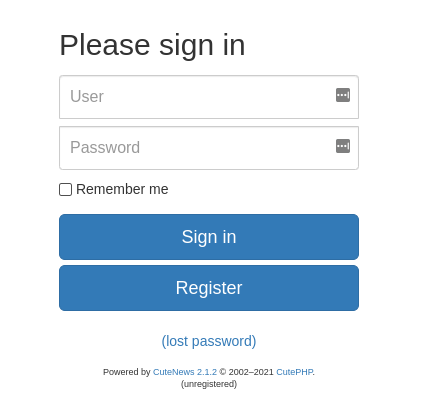 Please sign in
User
Password
Remember me
Sign in
Register
(lost password)
Powered by CuteNews 2.1.2 © 2002–2021 CutePHP.
(unregistered)